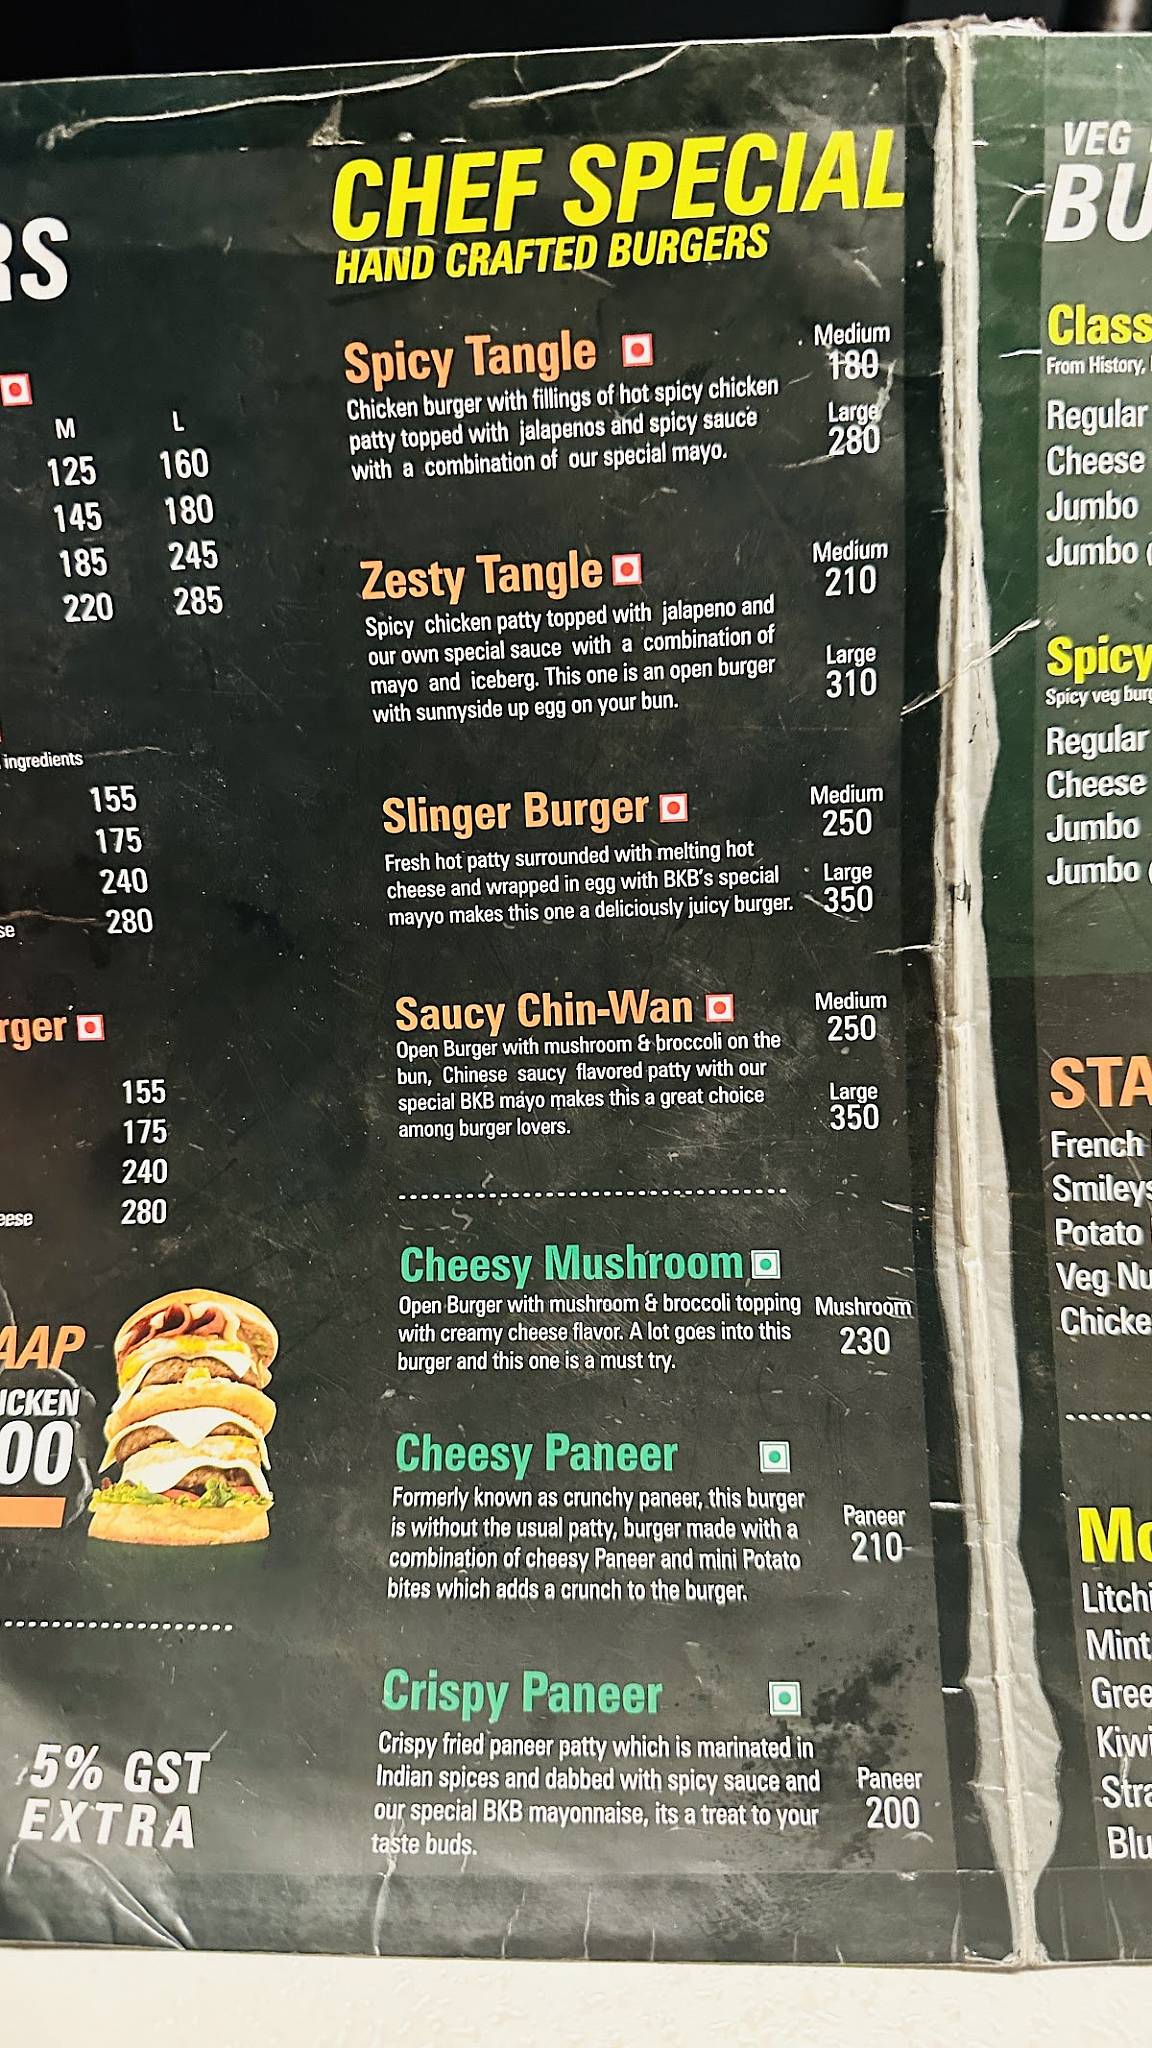 RS
M L
125 160
145 180
185 245
220 285
ingredients
155
175
240
280
se
rger
155
175
240
eese 280
AAP
ICKEN
00
5% GST
EXTRA
CHEF SPECIAL
HAND CRAFTED BURGERS
Spicy Tangle
Chicken burger with fillings of hot spicy chicken
patty topped with jalapenos and spicy sauce
with a combination of our special mayo.
Medium
180
Large
280
Zesty Tangle
Spicy chicken patty topped with jalapeno and
our own special sauce with a combination of
mayo and iceberg. This one is an open burger
with sunnyside up egg on your bun.
Medium
210
Large
310
Slinger Burger
Fresh hot patty surrounded with melting hot
cheese and wrapped in egg with BKB's special
mayyo makes this one a deliciously juicy burger.
Medium
250
Large
350
Saucy Chin-Wan
Open Burger with mushroom & broccoli on the
bun, Chinese saucy flavored patty with our
special BKB mayo makes this a great choice
among burger lovers.
Medium
250
Large
350
Cheesy Mushroom
Open Burger with mushroom & broccoli topping
with creamy cheese flavor. A lot goes into this
burger and this one is a must try.
Mushroom
230
Cheesy Paneer
Formerly known as crunchy paneer, this burger
is without the usual patty, burger made with a
combination of cheesy Paneer and mini Potato
bites which adds a crunch to the burger.
Paneer
210
Crispy Paneer
Crispy fried paneer patty which is marinated in
Indian spices and dabbed with spicy sauce and
our special BKB mayonnaise, its a treat to your
taste buds.
Paneer
200
VEG
BU
Class
From History,
Regular
Cheese
Jumbo
Jumbo (
Spicy
Spicy veg burg
Regular
Cheese
Jumbo
Jumbo (
STA
French
Smileys
Potato
Veg Nu
Chicke
Mo
Litchi
Mint
Gree
Kiwi
Stra
Blu